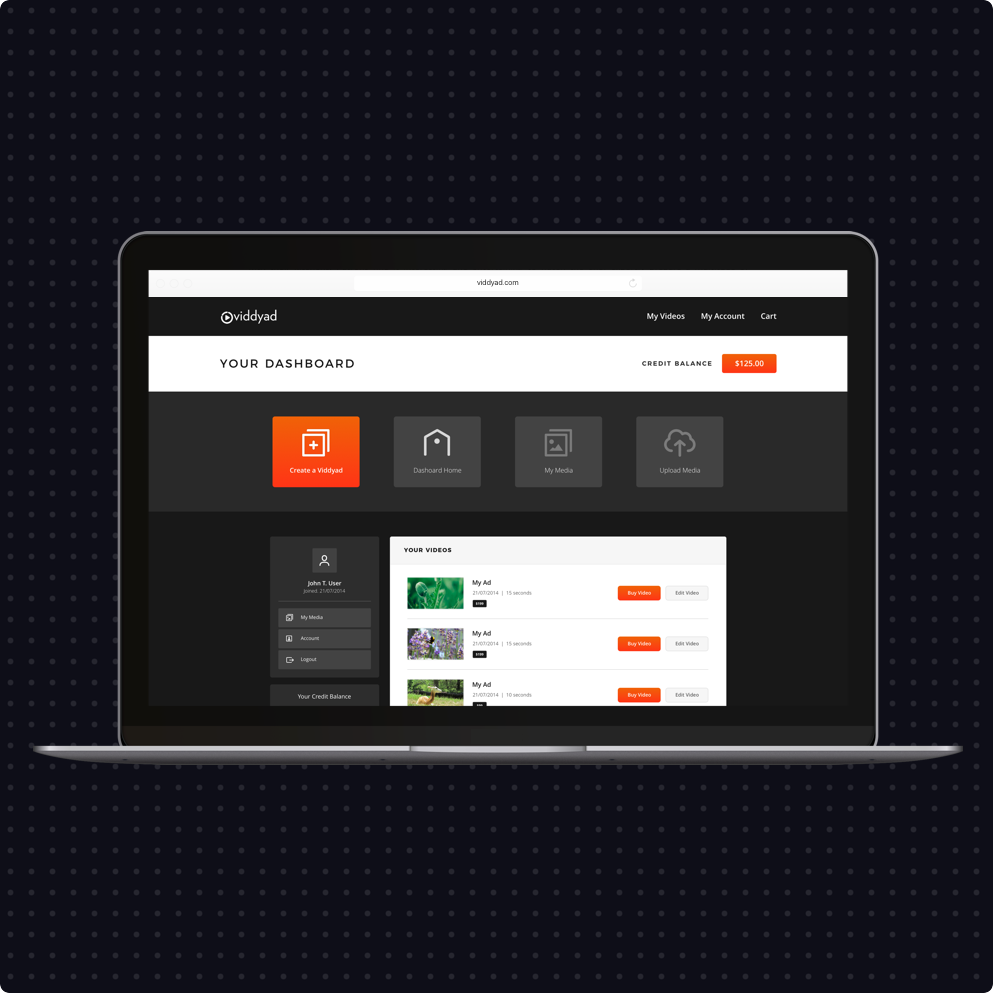 viddyad.com
viddyad
My Videos My Account Cart
YOUR DASHBOARD
CREDIT BALANCE $125.00
Create a Viddyad
Dashoard Home
My Media
Upload Media
John T. User
Joined: 21/07/2014
My Media
Account
Logout
Your Credit Balance
YOUR VIDEOS
My Ad
21/07/2014 | 15 seconds
Buy Video Edit Video
My Ad
21/07/2014 | 15 seconds
Buy Video Edit Video
My Ad
21/07/2014 | 10 seconds
Buy Video Edit Video